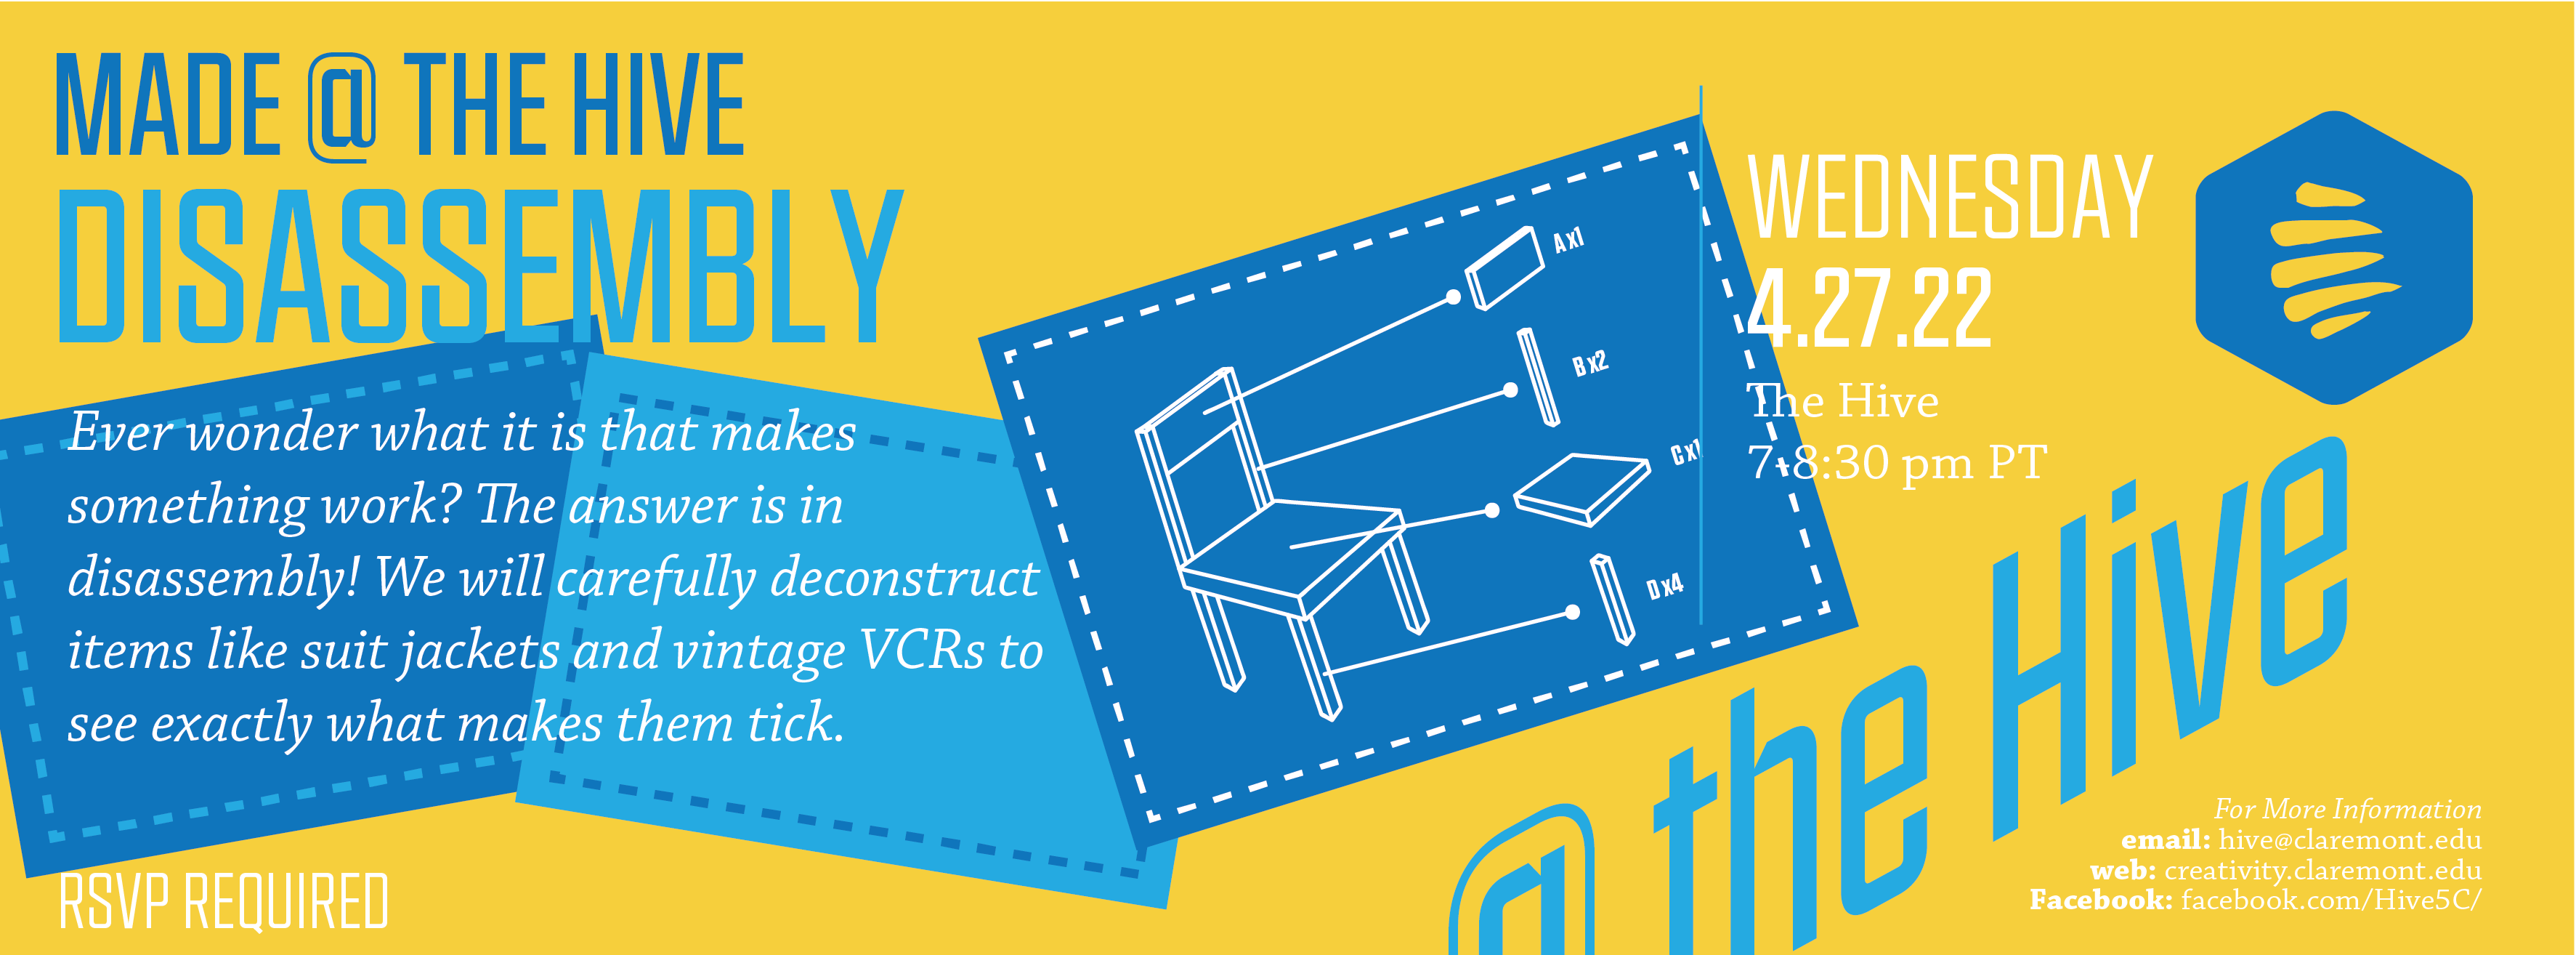 MADE @ THE HIVE
DISASSEMBLY
Ever wonder what it is that makes
something work? The answer is in
disassembly! We will carefully deconstruct
items like suit jackets and vintage VCRs to
see exactly what makes them tick.
RSVP REQUIRED
A x1
B x2
C x1
D x4
WEDNESDAY
4.27.22
The Hive
7-8:30 pm PT
@ the Hive
For More Information
email: hive@claremont.edu
web: creativity.claremont.edu
Facebook: facebook.com/Hive5C/